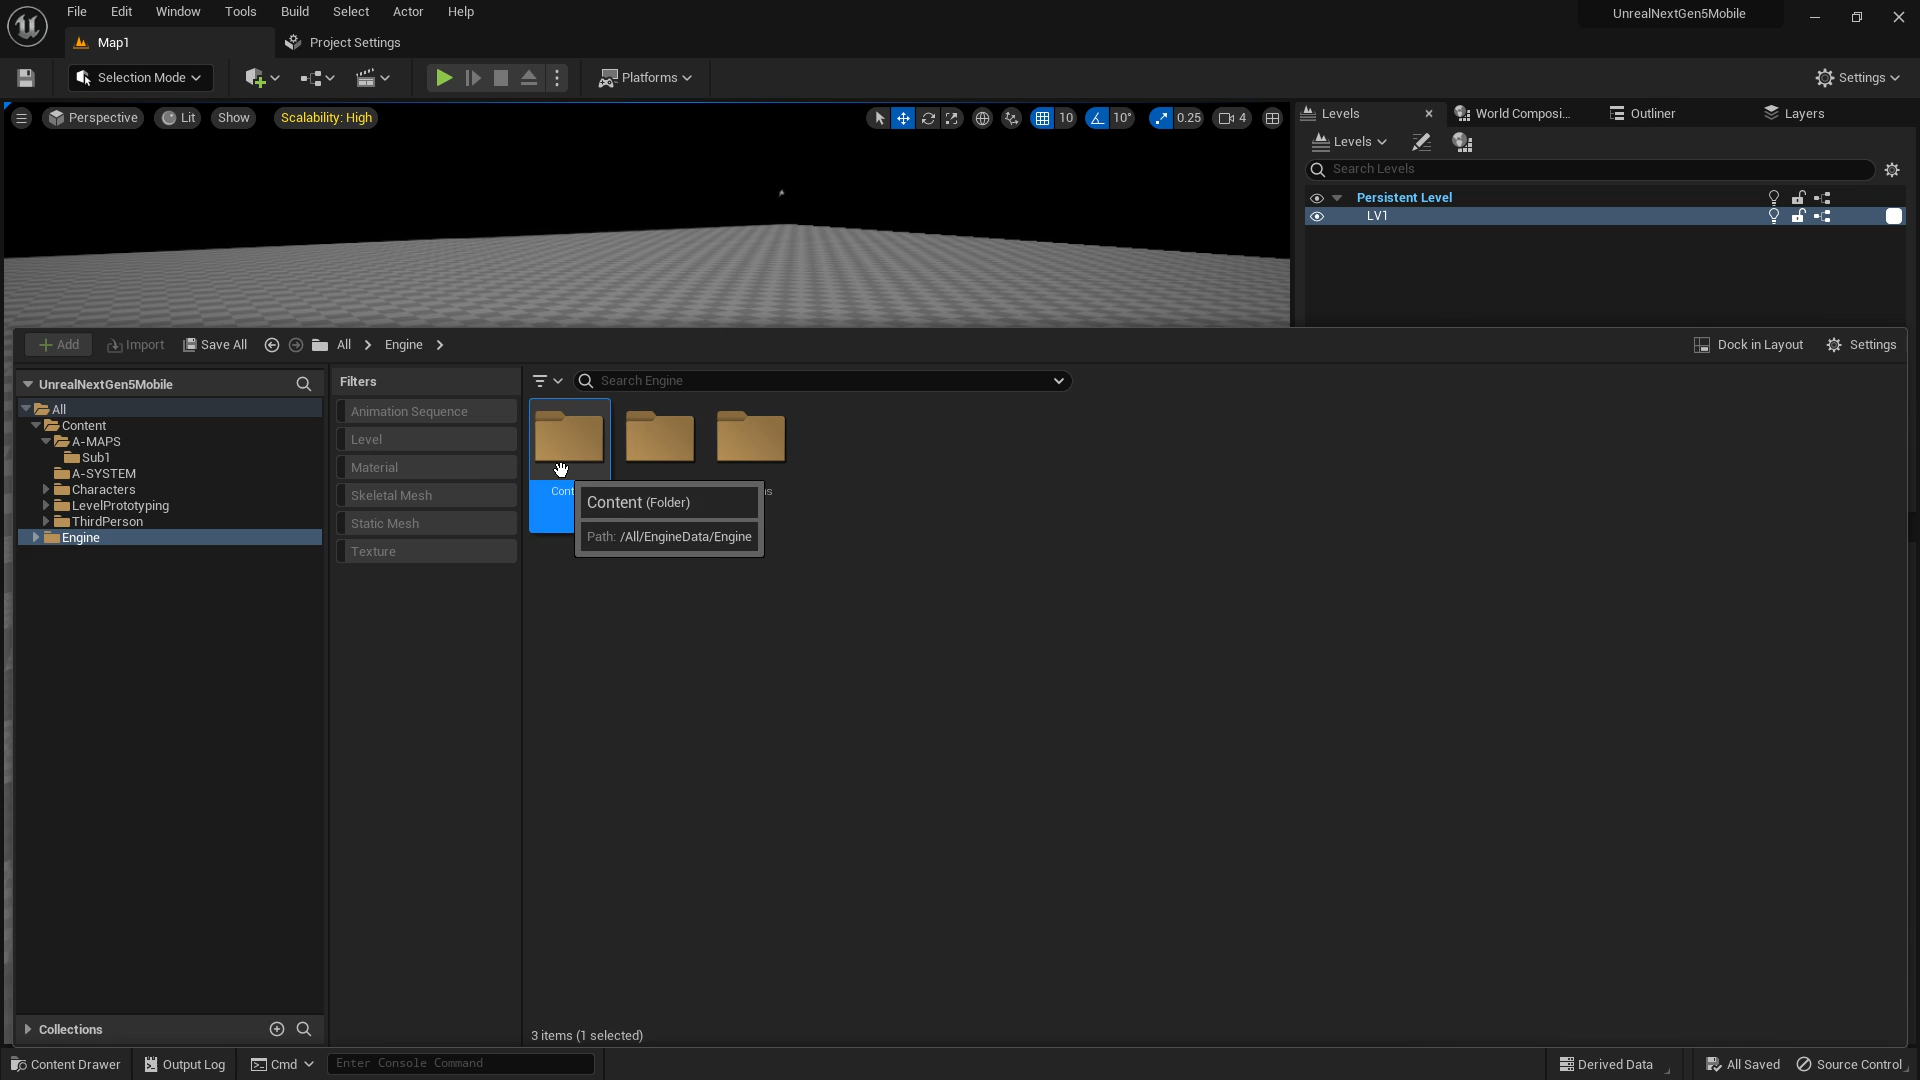 File Edit Window Tools Build Select Actor Help
UnrealNextGen5Mobile
Map1
Project Settings
Selection Mode
Platforms
Settings
Perspective
Lit
Show
Scalability: High
10
10°
0.25
4
Levels
World Composi...
Outliner
Layers
Levels
Search Levels
Persistent Level
LV1
Add
Import
Save All
All
Engine
Dock in Layout
Settings
UnrealNextGen5Mobile
All
Content
A-MAPS
Sub1
A-SYSTEM
Characters
LevelPrototyping
ThirdPerson
Engine
Filters
Animation Sequence
Level
Material
Skeletal Mesh
Static Mesh
Texture
Search Engine
Content (Folder)
Path: /All/EngineData/Engine
Collections
3 items (1 selected)
Content Drawer
Output Log
Cmd
Enter Console Command
Derived Data
All Saved
Source Control